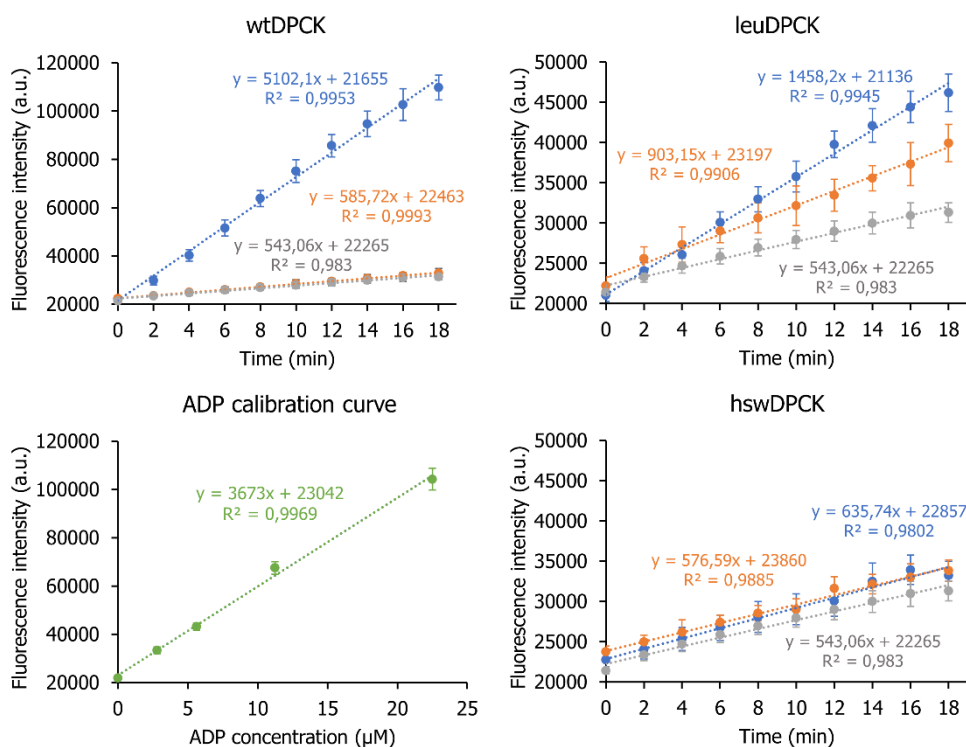 wtDPCK
Fluorescence intensity (a.u.)
120000
100000
80000
60000
40000
20000
y = 5102,1x + 21655
R² = 0,9953
y = 585,72x + 22463
R² = 0,9993
y = 543,06x + 22265
R² = 0,983
0 2 4 6 8 10 12 14 16 18
Time (min)
leuDPCK
Fluorescence intensity (a.u.)
50000
45000
40000
35000
30000
25000
20000
y = 1458,2x + 21136
R² = 0,9945
y = 903,15x + 23197
R² = 0,9906
y = 543,06x + 22265
R² = 0,983
0 2 4 6 8 10 12 14 16 18
Time (min)
ADP calibration curve
Fluorescence intensity (a.u.)
120000
100000
80000
60000
40000
20000
y = 3673x + 23042
R² = 0,9969
0 5 10 15 20 25
ADP concentration (µM)
hswDPCK
Fluorescence intensity (a.u.)
50000
45000
40000
35000
30000
25000
20000
y = 635,74x + 22857
R² = 0,9802
y = 576,59x + 23860
R² = 0,9885
y = 543,06x + 22265
R² = 0,983
0 2 4 6 8 10 12 14 16 18
Time (min)